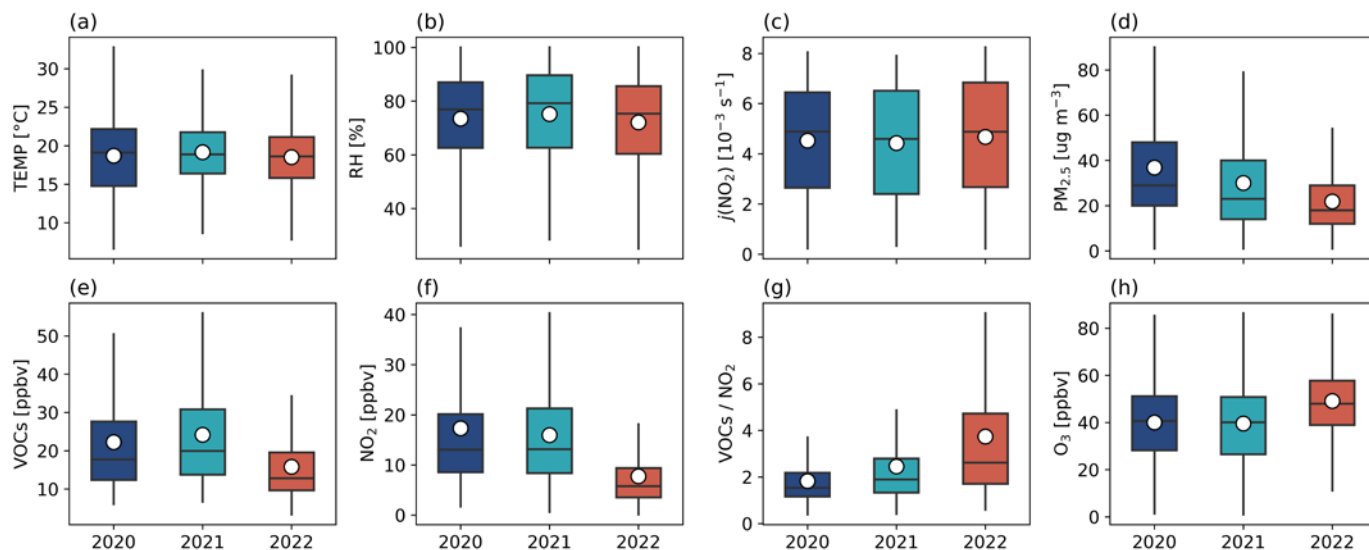 (a)
TEMP [°C]
30
25
20
15
10
(b)
RH [%]
100
80
60
40
(c)
j(NO₂) [10⁻³ s⁻¹]
8
6
4
2
0
(d)
PM₂.₅ [ug m⁻³]
80
60
40
20
0
(e)
VOCs [ppbv]
50
40
30
20
10
2020 2021 2022
(f)
NO₂ [ppbv]
40
30
20
10
0
2020 2021 2022
(g)
VOCs / NO₂
8
6
4
2
0
2020 2021 2022
(h)
O₃ [ppbv]
80
60
40
20
0
2020 2021 2022